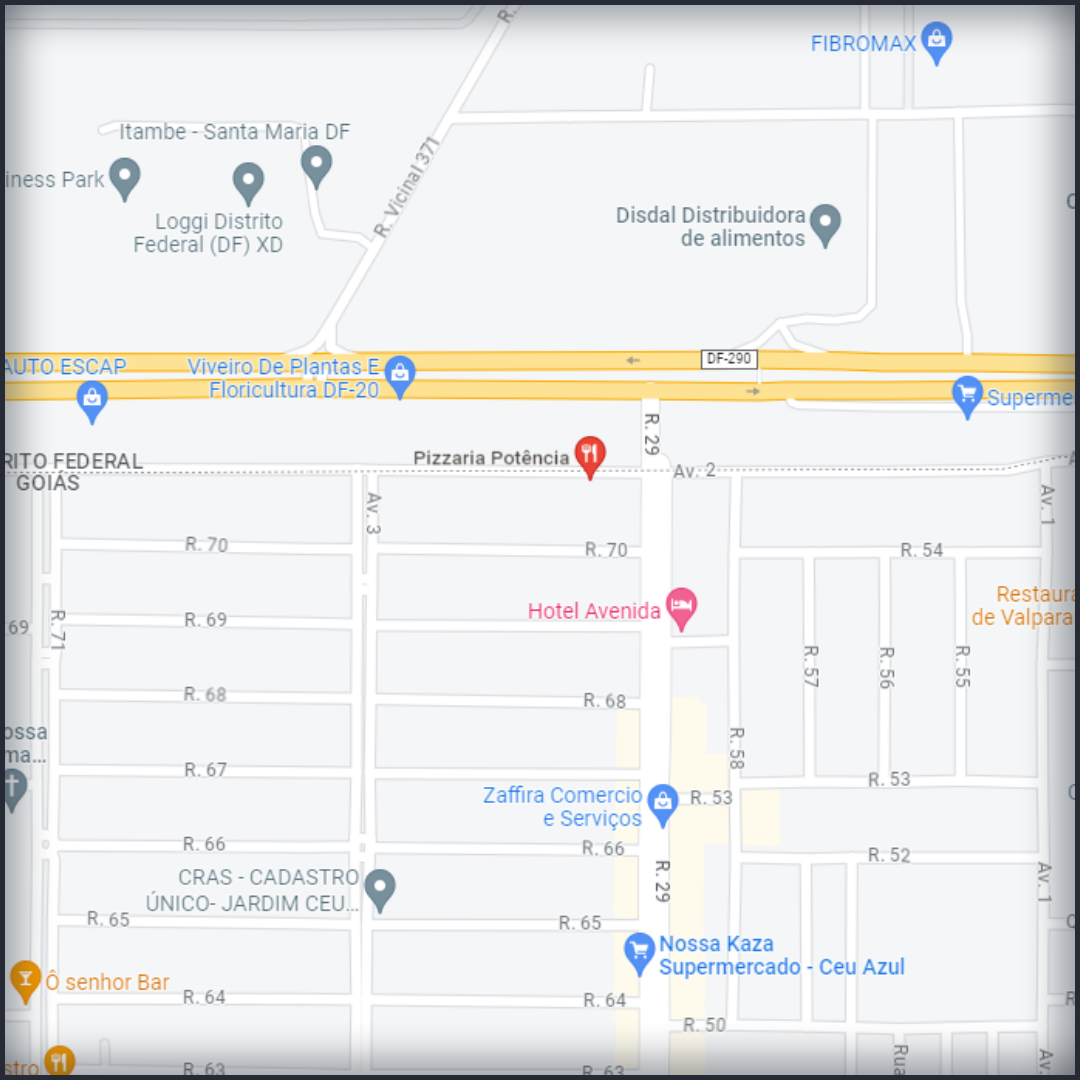 R.
FIBROMAX
Itambe - Santa Maria DF
R. Vicinal 371
iness Park
Loggi Distrito
Federal (DF) XD
Disdal Distribuidora
de alimentos
DF-290
AUTO ESCAP
Viveiro De Plantas E
Floricultura DF-20
Superme
R. 29
RITO FEDERAL
GOIÁS
Pizzaria Potência
Av. 2
Av. 3
Av. 1
R. 70
R. 70
R. 54
Hotel Avenida
Restaura
de Valpara
69
R. 71
R. 69
R. 57
R. 56
R. 55
R. 68
R. 68
ossa
ma...
R. 58
R. 67
R. 53
Zaffira Comercio
e Serviços
R. 53
R. 66
R. 66
R. 52
CRAS - CADASTRO
ÚNICO- JARDIM CEU...
R. 29
Av. 1
R. 65
R. 65
Nossa Kaza
Supermercado - Ceu Azul
Ô senhor Bar
R. 64
R. 64
R. 50
stro
R. 63
R. 63
Rua
Av.